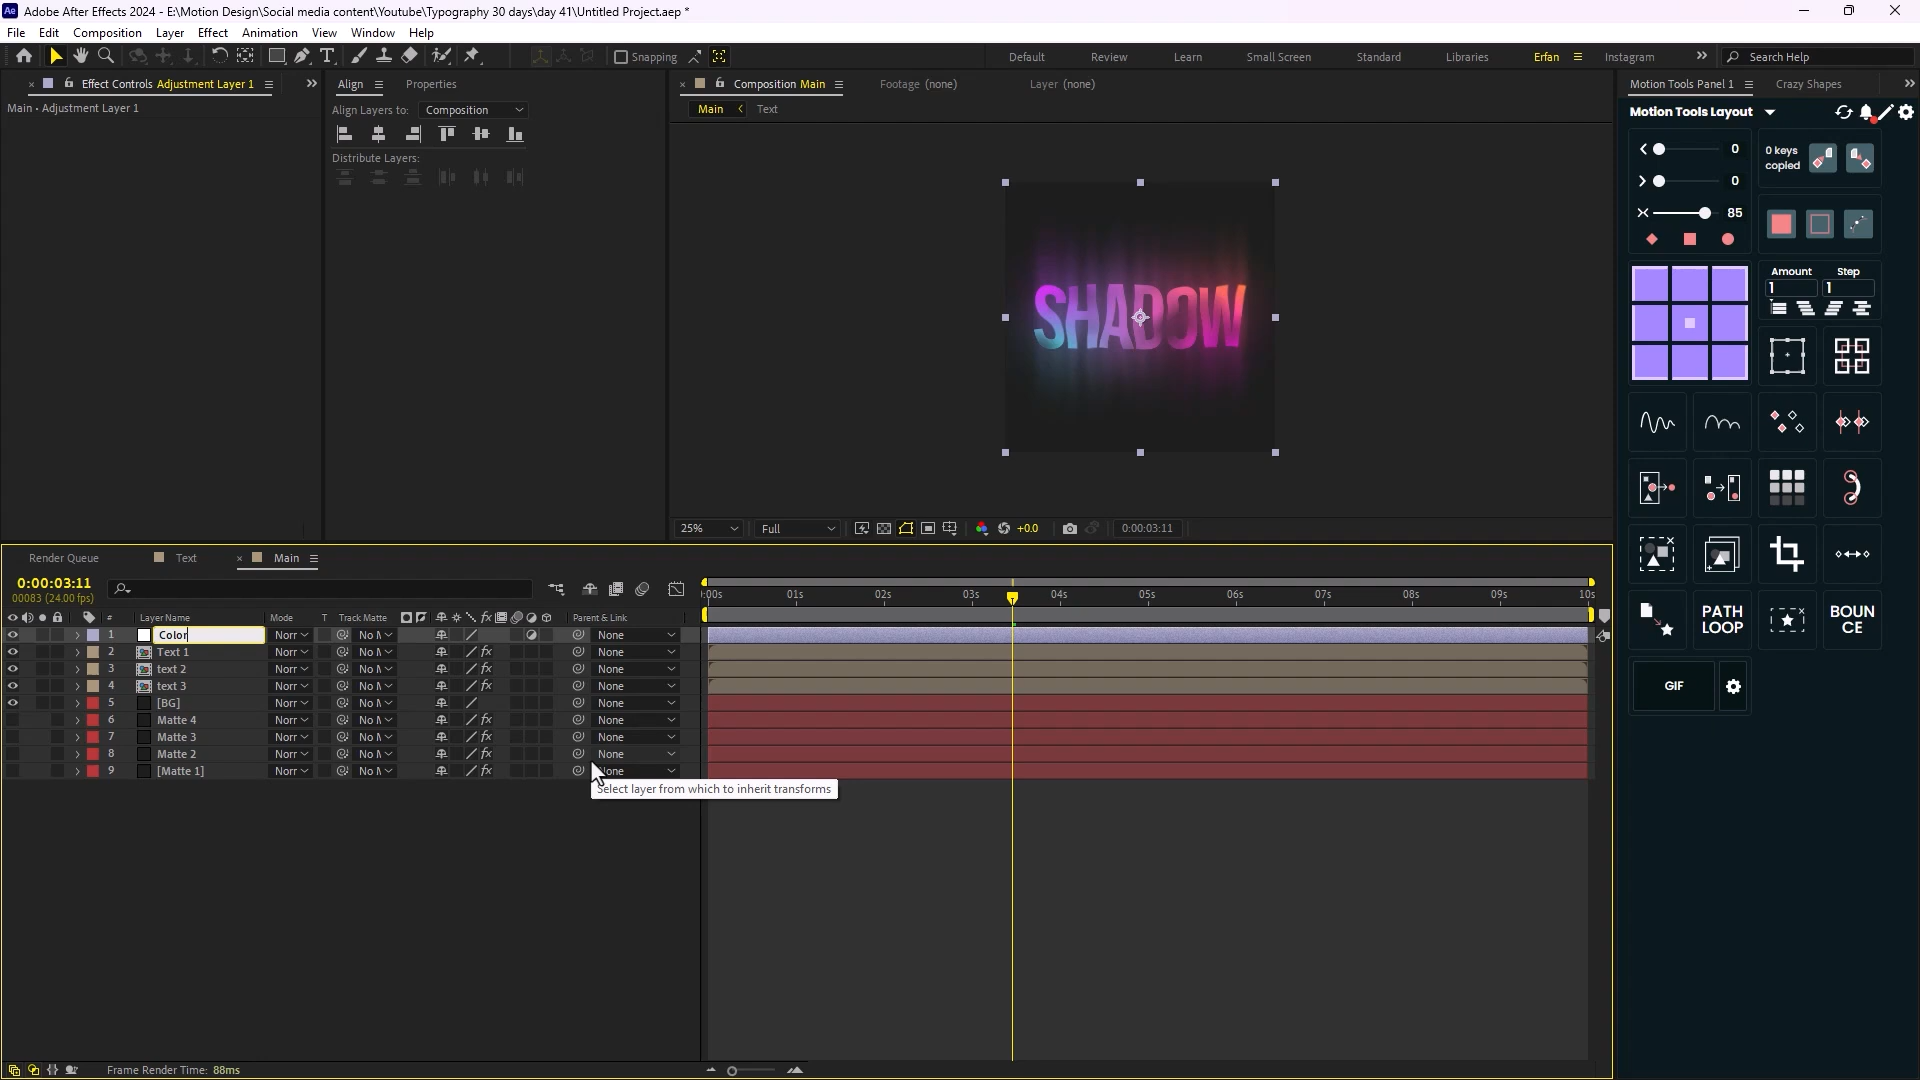 Adobe After Effects 2024 - E:\Motion Design\Social media content\Youtube\Typography 30 days\day 41\Untitled Project.aep *
File Edit Composition Layer Effect Animation View Window Help
Snapping Default Review Learn Small Screen Standard Libraries Erfan Instagram Search Help
Effect Controls Adjustment Layer 1 Align Properties Composition Main Footage (none) Layer (none) Motion Tools Panel 1 Crazy Shapes
Main • Adjustment Layer 1
Align Layers to: Composition
Main Text
Motion Tools Layout
Distribute Layers:
0
0 keys copied
0
85
Amount Step
1 1
SHADOW
25% Full +0.0 0:00:03:11
PATH LOOP
BOUN CE
GIF
Render Queue Text Main
0:00:03:11
00083 (24.00 fps)
:00s 01s 02s 03s 04s 05s 06s 07s 08s 09s 10s
# Layer Name Mode T Track Matte Parent & Link
1 Color Norr No M None
2 Text 1 Norr No M None
3 text 2 Norr No M None
4 text 3 Norr No M None
5 [BG] Norr No M None
6 Matte 4 Norr No M None
7 Matte 3 Norr No M None
8 Matte 2 Norr No M None
9 [Matte 1] Norr No M None
Select layer from which to inherit transforms
Frame Render Time: 88ms